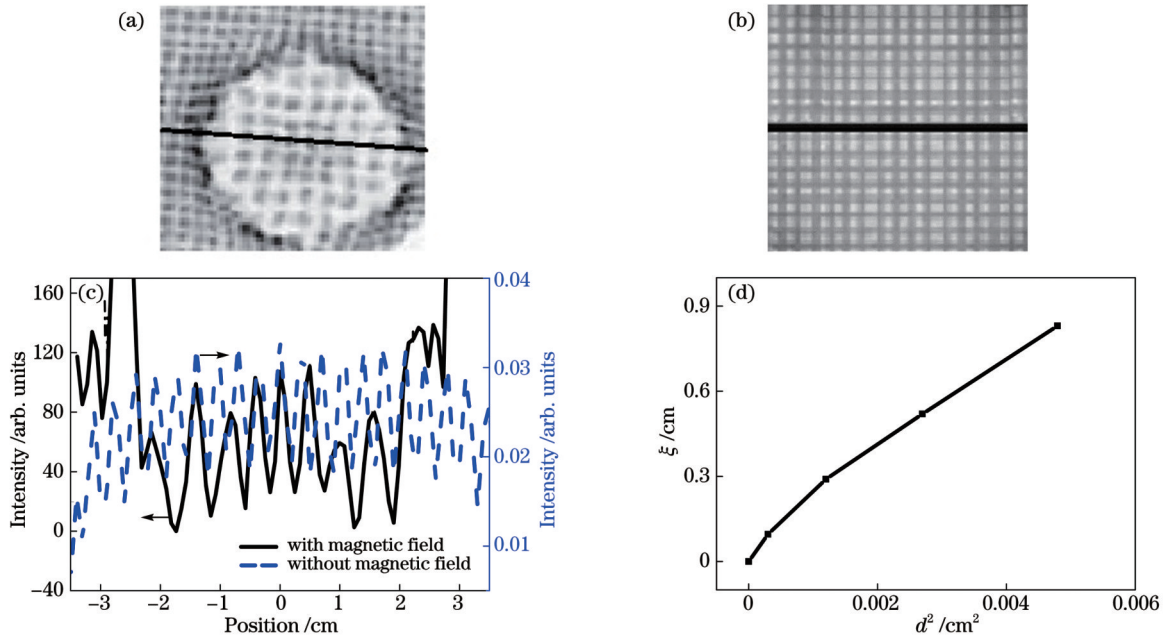 (a)
(b)
(c)
160
120
80
40
0
−40
Intensity /arb. units
0.04
0.03
0.02
0.01
Intensity /arb. units
with magnetic field
without magnetic field
−3 −2 −1 0 1 2 3
Position /cm
(d)
0.9
0.6
0.3
0
ξ /cm
0 0.002 0.004 0.006
d² /cm²